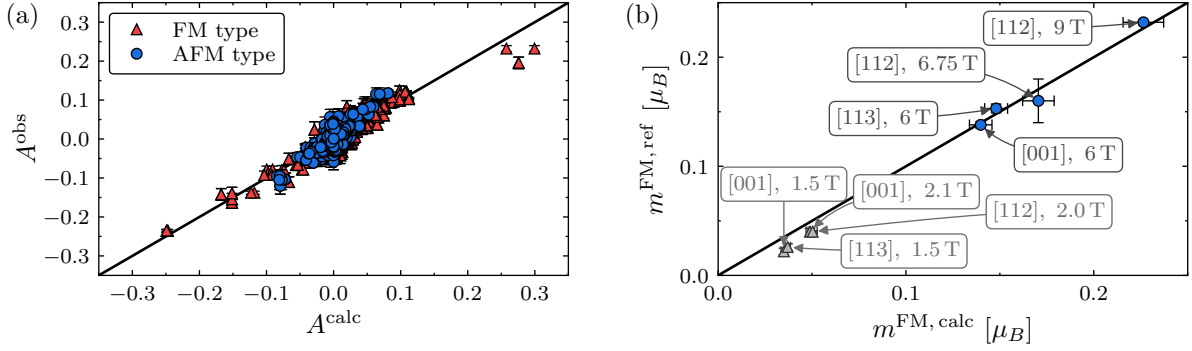 (a)
FM type
AFM type
A^obs
0.3
0.2
0.1
0.0
−0.1
−0.2
−0.3
−0.3
−0.2
−0.1
0.0
0.1
0.2
0.3
A^calc
(b)
m^FM, ref [μ_B]
0.2
0.1
0.0
[112], 9 T
[112], 6.75 T
[113], 6 T
[001], 6 T
[001], 1.5 T
[001], 2.1 T
[112], 2.0 T
[113], 1.5 T
0.0
0.1
0.2
m^FM, calc [μ_B]